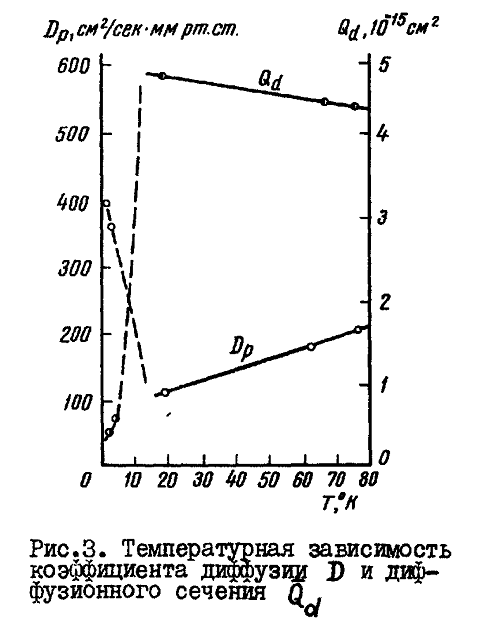 Dp, см²/сек·мм рт.ст.
Qd, 10⁻¹⁵ см²
600
500
400
300
200
100
0
5
4
3
2
1
0
Qd
Dp
10 20 30 40 50 60 70 80
T,°K
Рис.3. Температурная зависимость
коэффициента диффузии D и диф-
фузионного сечения Q̄d